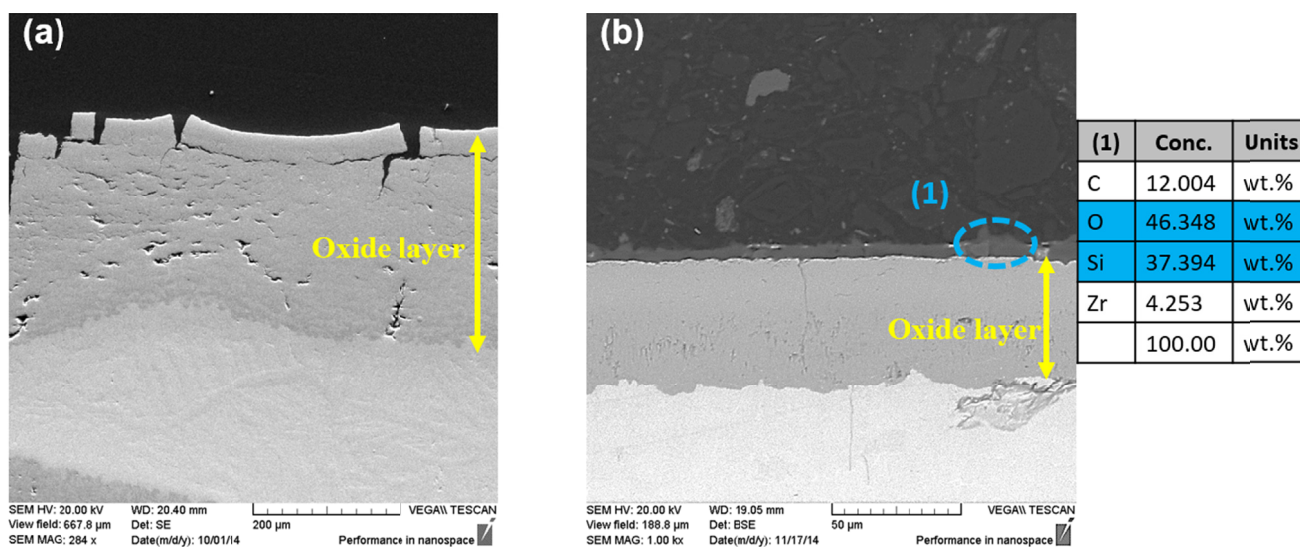 (a)
Oxide layer
SEM HV: 20.00 kV WD: 20.40 mm VEGA\\ TESCAN
View field: 667.8 µm Det: SE 200 µm
SEM MAG: 284 x Date(m/d/y): 10/01/14 Performance in nanospace
(b)
(1)
Oxide layer
SEM HV: 20.00 kV WD: 19.05 mm VEGA\\ TESCAN
View field: 188.8 µm Det: BSE 50 µm
SEM MAG: 1.00 kx Date(m/d/y): 11/17/14 Performance in nanospace
(1) Conc. Units
C 12.004 wt.%
O 46.348 wt.%
Si 37.394 wt.%
Zr 4.253 wt.%
100.00 wt.%